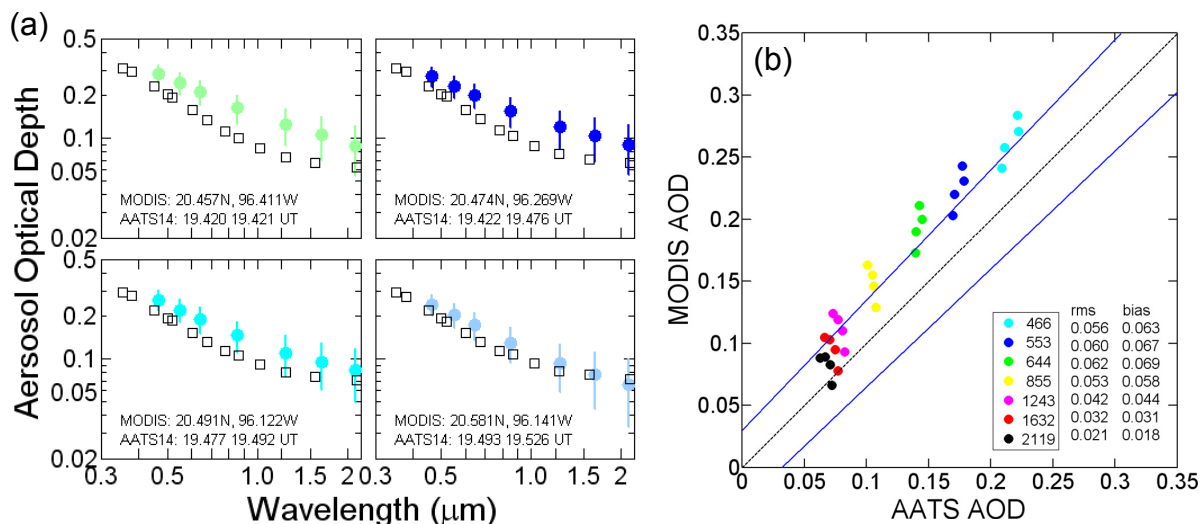 (a)
Aersosol Optical Depth
0.5
0.2
0.1
0.05
0.02
MODIS: 20.457N, 96.411W
AATS14: 19.420 19.421 UT
MODIS: 20.474N, 96.269W
AATS14: 19.422 19.476 UT
0.5
0.2
0.1
0.05
0.02
MODIS: 20.491N, 96.122W
AATS14: 19.477 19.492 UT
MODIS: 20.581N, 96.141W
AATS14: 19.493 19.526 UT
0.3 0.5 1.0 2 0.3 0.5 1.0 2
Wavelength (μm)
(b)
MODIS AOD
0.35
0.3
0.25
0.2
0.15
0.1
0.05
0
rms bias
466 0.056 0.063
553 0.060 0.067
644 0.062 0.069
855 0.053 0.058
1243 0.042 0.044
1632 0.032 0.031
2119 0.021 0.018
0 0.05 0.1 0.15 0.2 0.25 0.3 0.35
AATS AOD